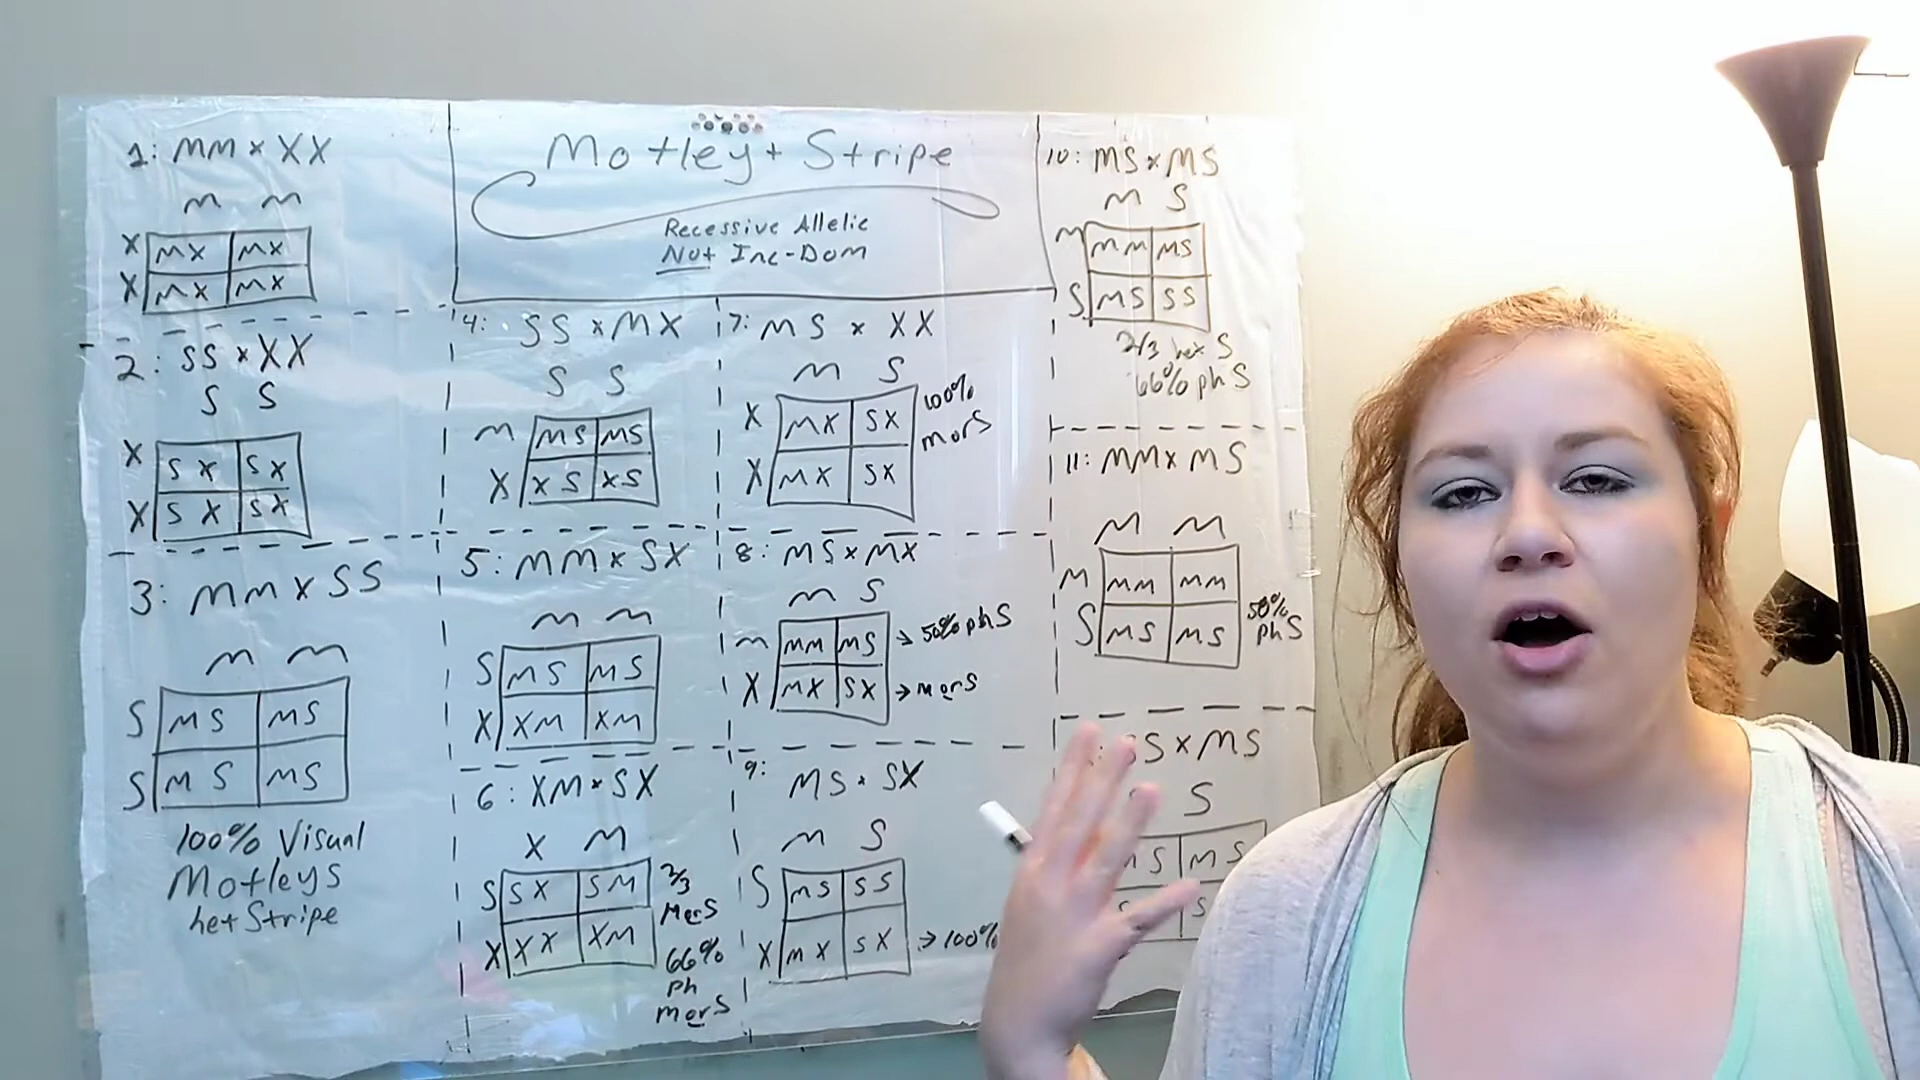 Motley + Stripe
Recessive Allelic
Not Inc-Dom
1: MM x XX
M M
X MX MX
X MX MX
2: SS x XX
S S
X SX SX
X SX SX
3: MM x SS
M M
S MS MS
S MS MS
100% Visual
Motleys
het Stripe
4: SS x MX
S S
M MS MS
X XS XS
5: MM x SX
M M
S MS MS
X XM XM
6: XM x SX
X M
S SX SM
X XX XM
2/3
MorS
66%
Ph
MorS
7: MS x XX
M S
X MX SX
X MX SX
100%
MorS
8: MS x MX
M S
M MM MS → 50% ph S
X MX SX → MorS
9:
MS x SX
M S
S MS SS
X MX SX → 100%
10: MS x MS
M S
M MM MS
S MS SS
2/3 het S
66% ph S
11: MM x MS
M M
M MM MM
S MS MS
50%
ph S
S x MS
S
MS MS
S